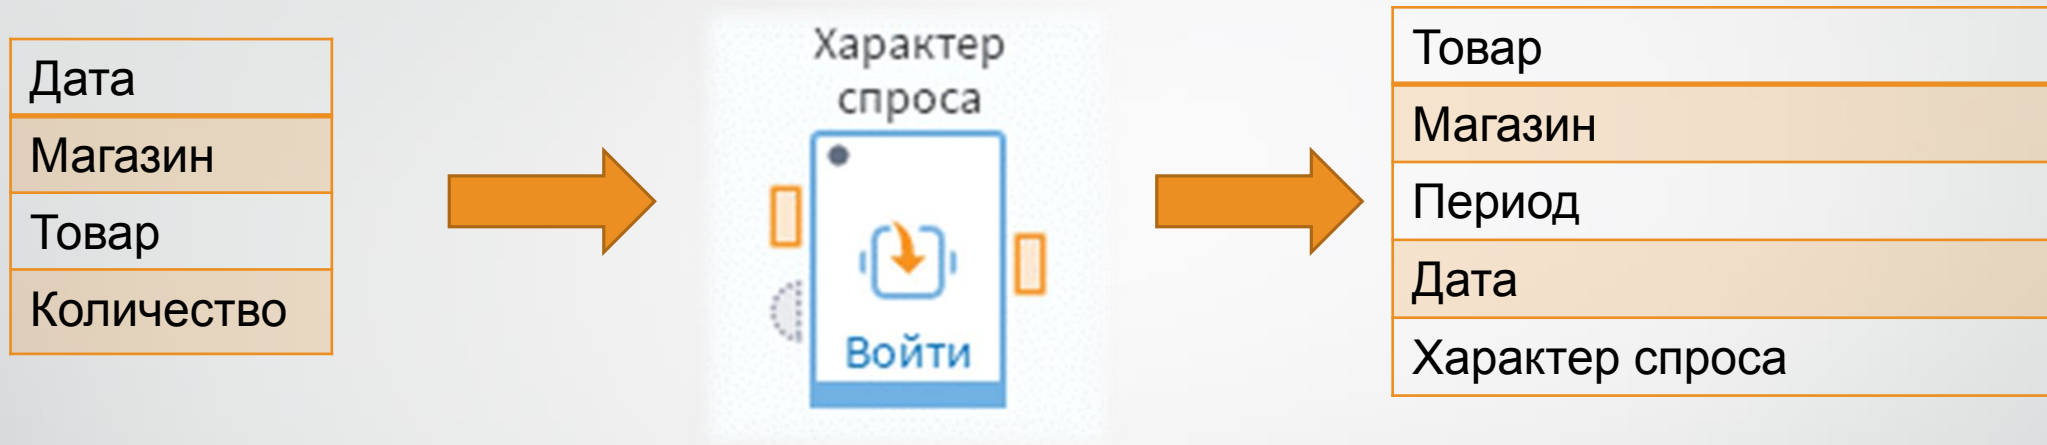 Дата
Магазин
Товар
Количество
Характер
спроса
Войти
Товар
Магазин
Период
Дата
Характер спроса